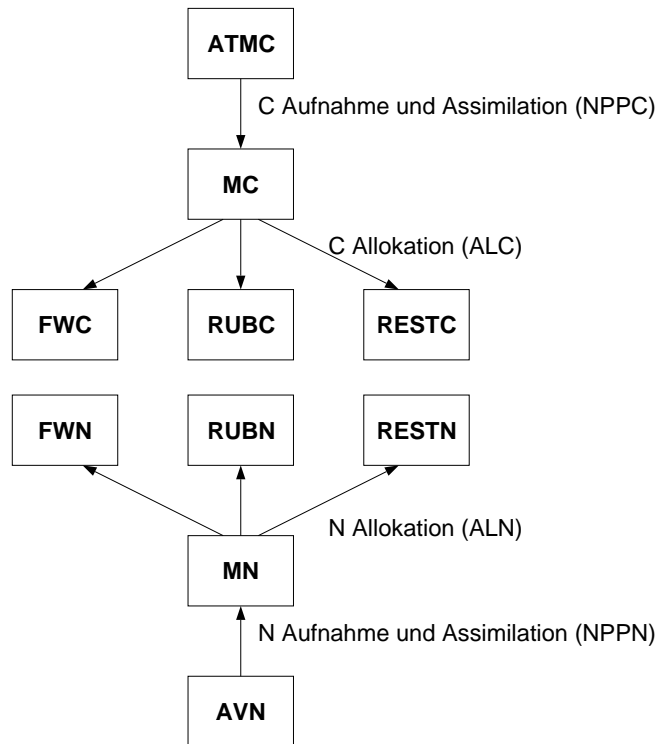 ATMC
C Aufnahme und Assimilation (NPPC)
MC
C Allokation (ALC)
FWC
RUBC
RESTC
FWN
RUBN
RESTN
N Allokation (ALN)
MN
N Aufnahme und Assimilation (NPPN)
AVN